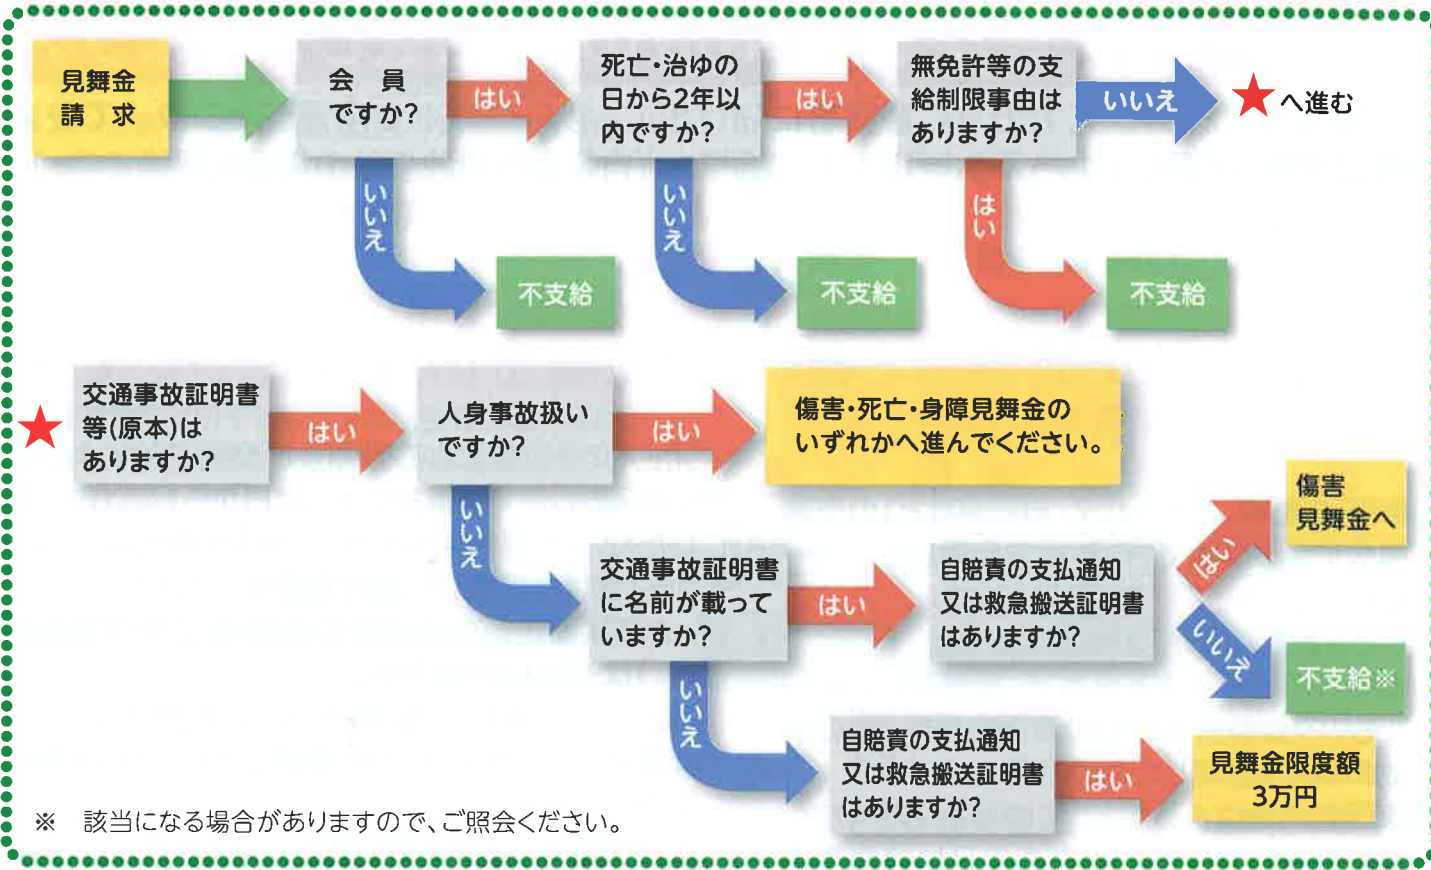 見舞金
請　求
会　員
ですか?
はい
死亡・治ゆの
日から2年以
内ですか?
はい
無免許等の支
給制限事由は
ありますか?
いいえ
★へ進む
いいえ
不支給
いいえ
不支給
はい
不支給
★
交通事故証明書
等(原本)は
ありますか?
はい
人身事故扱い
ですか?
はい
傷害・死亡・身障見舞金の
いずれかへ進んでください。
いいえ
交通事故証明書
に名前が載って
いますか?
はい
自賠責の支払通知
又は救急搬送証明書
はありますか?
はい
傷害
見舞金へ
いいえ
不支給※
いいえ
自賠責の支払通知
又は救急搬送証明書
はありますか?
はい
見舞金限度額
3万円
※　該当になる場合がありますので、ご照会ください。